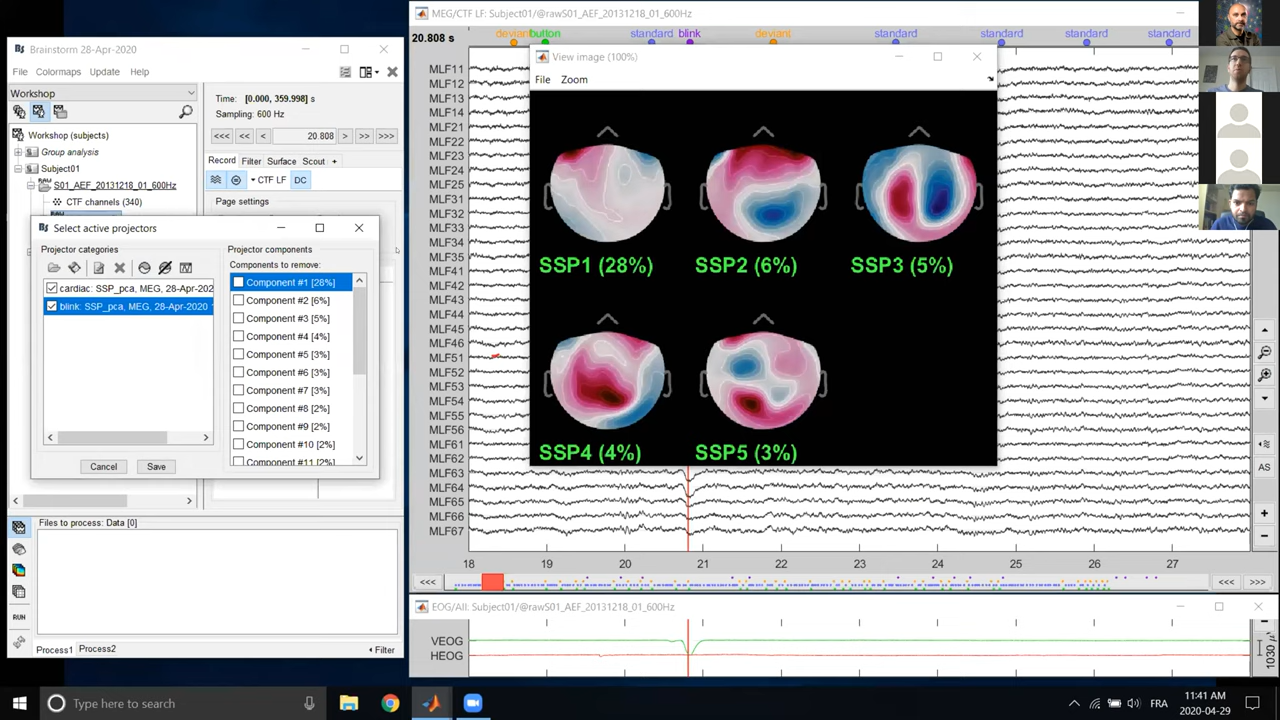 Brainstorm 28-Apr-2020
File Colormaps Update Help
Workshop
Workshop (subjects)
Group analysis
Subject01
S01_AEF_20131218_01_600Hz
CTF channels (340)
Time: [0.000, 359.998] s
Sampling: 600 Hz
<<< << < 20.808 > >> >>>
Record Filter Surface Scout +
CTF LF DC
Page settings
Select active projectors
Projector categories
cardiac: SSP_pca, MEG, 28-Apr-202
blink: SSP_pca, MEG, 28-Apr-2020
Projector components
Components to remove:
Component #1 [28%]
Component #2 [6%]
Component #3 [5%]
Component #4 [4%]
Component #5 [3%]
Component #6 [3%]
Component #7 [3%]
Component #8 [2%]
Component #9 [2%]
Component #10 [2%]
Component #11 [2%]
Cancel Save
Files to process: Data [0]
RUN
Process1 Process2 Filter
MEG/CTF LF: Subject01/@rawS01_AEF_20131218_01_600Hz
20.808 s
deviant button standard blink deviant standard standard standard
MLF11
MLF12
MLF13
MLF14
MLF21
MLF22
MLF23
MLF24
MLF25
MLF31
MLF32
MLF33
MLF34
MLF35
MLF41
MLF42
MLF43
MLF44
MLF45
MLF46
MLF51
MLF52
MLF53
MLF54
MLF55
MLF56
MLF61
MLF62
MLF63
MLF64
MLF65
MLF66
MLF67
View image (100%)
File Zoom
SSP1 (28%) SSP2 (6%) SSP3 (5%)
SSP4 (4%) SSP5 (3%)
AS
18 19 20 21 22 23 24 25 26 27
<<< <<< >>>
EOG/All: Subject01/@rawS01_AEF_20131218_01_600Hz
VEOG
HEOG
Type here to search
FRA
11:41 AM
2020-04-29